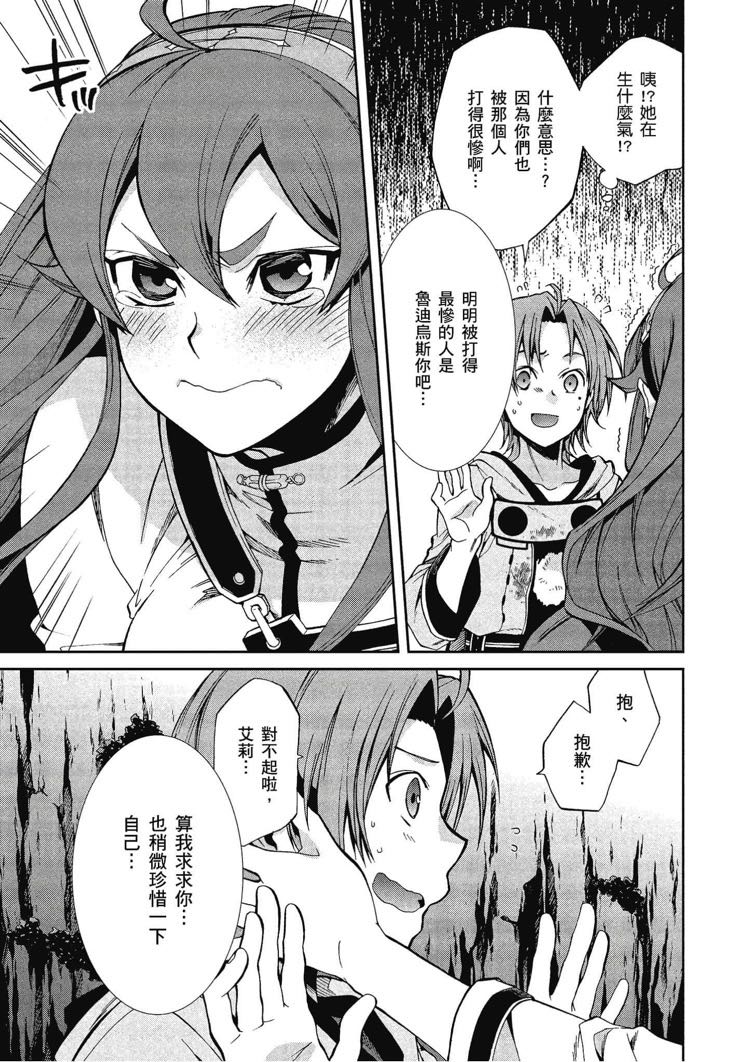 咦!?她在
生什麼氣!?
什麼意思…?
因為你們也
被那個人
打得很慘啊…
明明被打得
最慘的人是
魯迪烏斯你吧…
キッ
抱、
抱歉…
對不起啦，
艾莉…
算我求求你…
也稍微珍惜一下
自己…